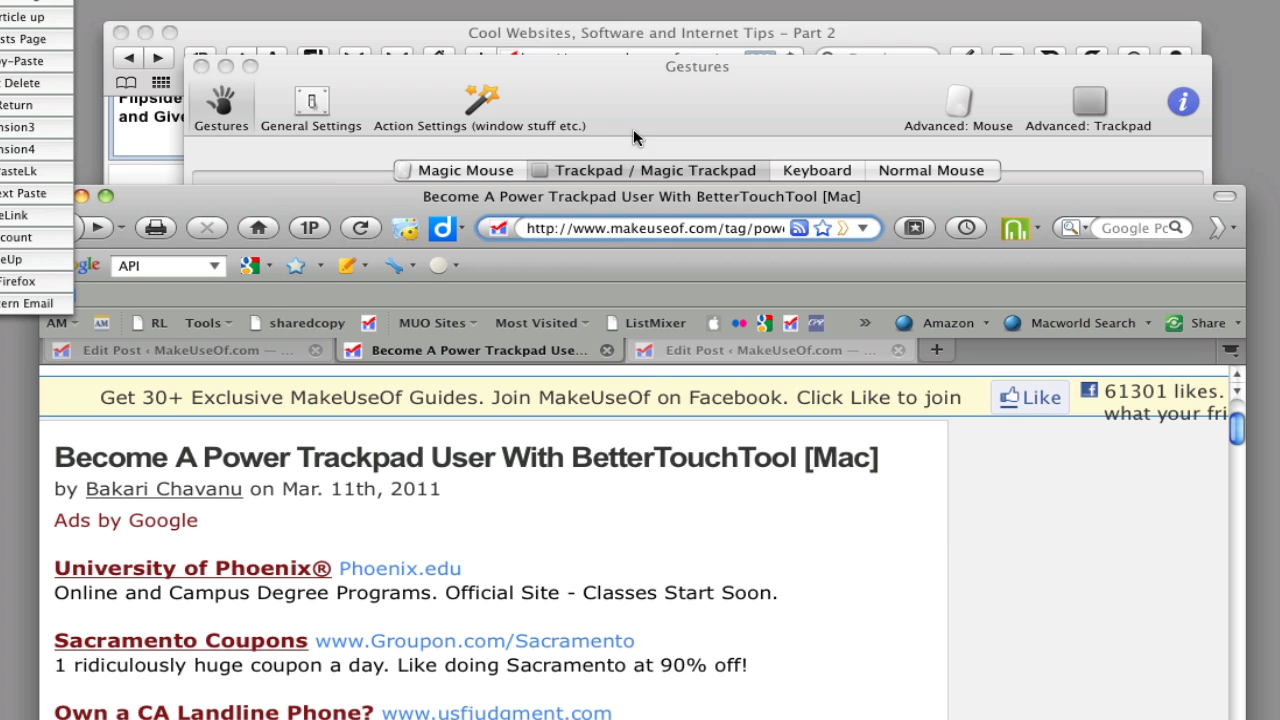 rticle up
sts Page
y-Paste
t Delete
Return
nsion3
nsion4
PasteLk
ext Paste
eLink
count
eUp
Firefox
tern Email
Cool Websites, Software and Internet Tips – Part 2
Gestures
Flipside
and Give
Gestures
General Settings
Action Settings (window stuff etc.)
Advanced: Mouse
Advanced: Trackpad
Magic Mouse
Trackpad / Magic Trackpad
Keyboard
Normal Mouse
Become A Power Trackpad User With BetterTouchTool [Mac]
1P
http://www.makeuseof.com/tag/powe
Google Pc
gle
API
AM
AM
RL
Tools
sharedcopy
MUO Sites
Most Visited
ListMixer
Amazon
Macworld Search
Share
Edit Post ‹ MakeUseOf.com — ...
Become A Power Trackpad Use...
Edit Post ‹ MakeUseOf.com — ...
Get 30+ Exclusive MakeUseOf Guides. Join MakeUseOf on Facebook. Click Like to join
Like
61301 likes.
what your fri
Become A Power Trackpad User With BetterTouchTool [Mac]
by Bakari Chavanu on Mar. 11th, 2011
Ads by Google
University of Phoenix® Phoenix.edu
Online and Campus Degree Programs. Official Site - Classes Start Soon.
Sacramento Coupons www.Groupon.com/Sacramento
1 ridiculously huge coupon a day. Like doing Sacramento at 90% off!
Own a CA Landline Phone? www.usfjudgment.com